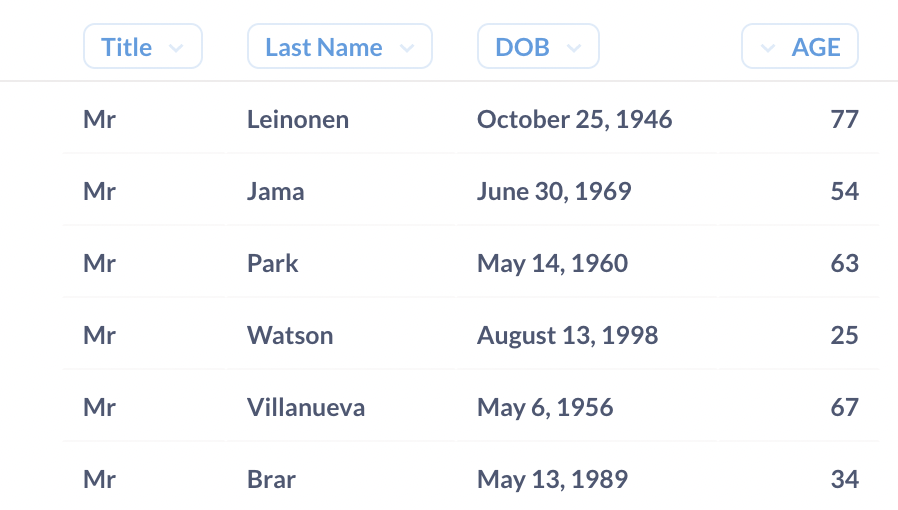 Title Last Name DOB AGE
Mr Leinonen October 25, 1946 77
Mr Jama June 30, 1969 54
Mr Park May 14, 1960 63
Mr Watson August 13, 1998 25
Mr Villanueva May 6, 1956 67
Mr Brar May 13, 1989 34